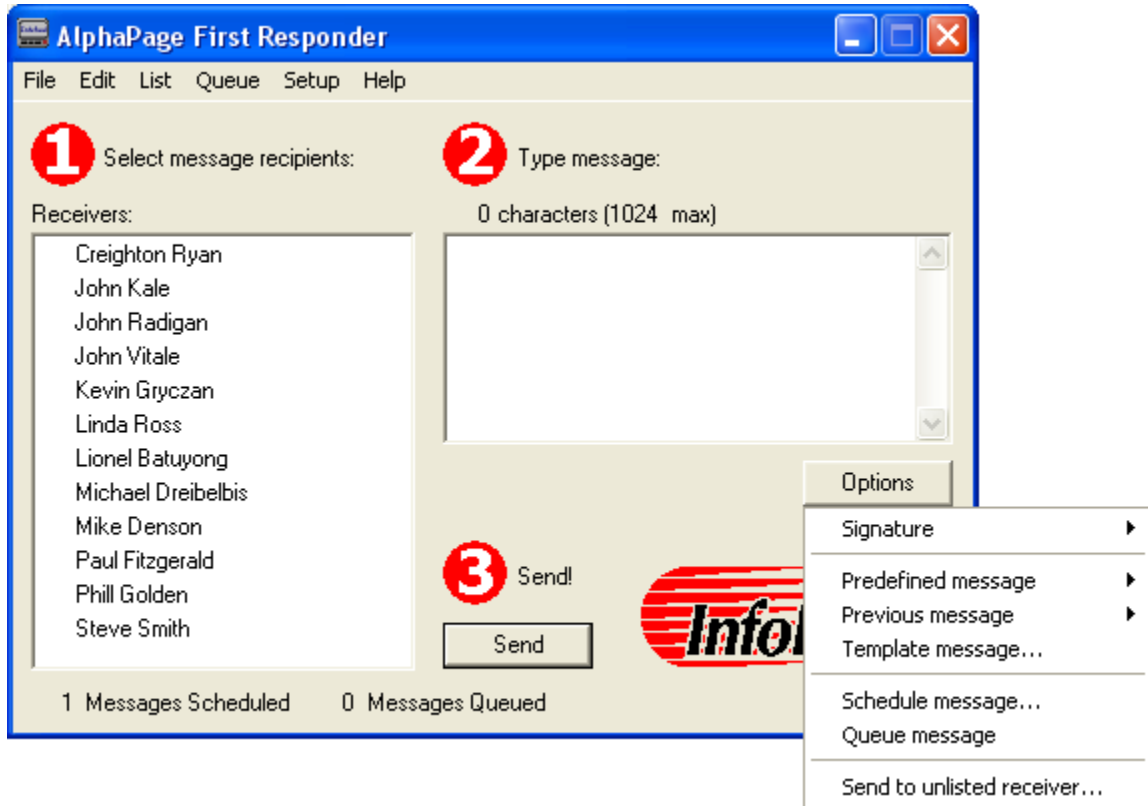 AlphaPage First Responder
File Edit List Queue Setup Help
1 Select message recipients:
2 Type message:
Receivers:
0 characters (1024 max)
Creighton Ryan
John Kale
John Radigan
John Vitale
Kevin Gryczan
Linda Ross
Lionel Batuyong
Michael Dreibelbis
Mike Denson
Paul Fitzgerald
Phill Golden
Steve Smith
Options
Signature
Predefined message
Previous message
Template message...
Schedule message...
Queue message
Send to unlisted receiver...
3 Send!
Send
1 Messages Scheduled 0 Messages Queued